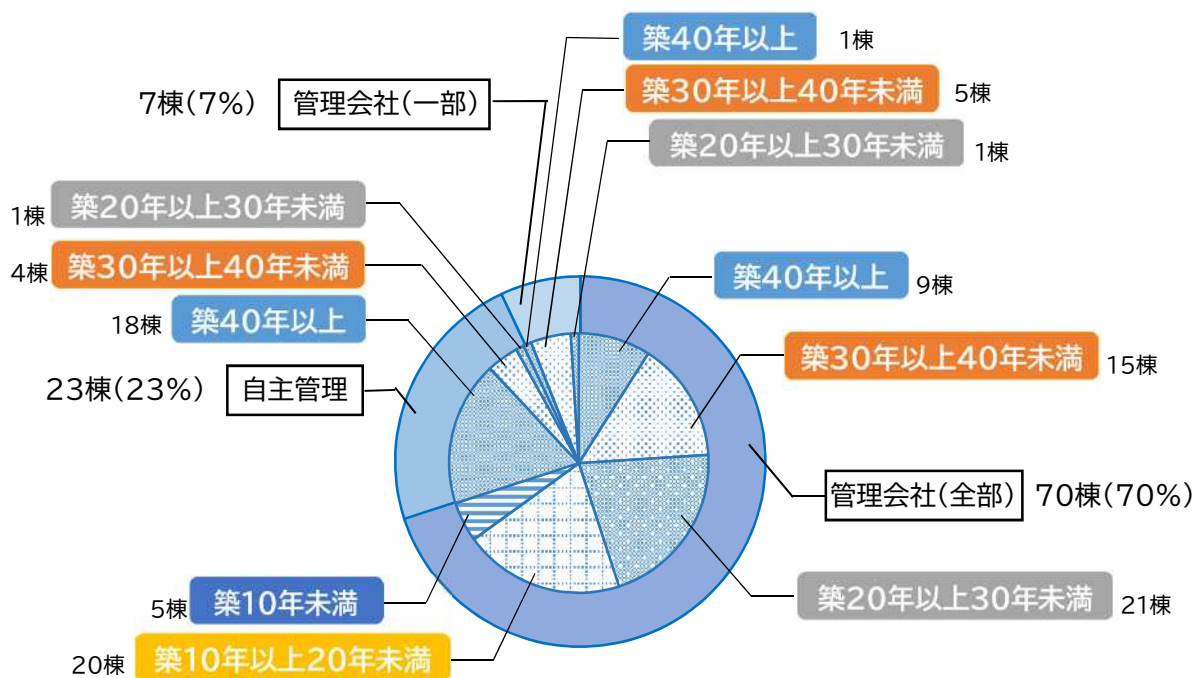 築40年以上 1棟
7棟(7%) 管理会社(一部)
築30年以上40年未満 5棟
築20年以上30年未満 1棟
1棟 築20年以上30年未満
4棟 築30年以上40年未満
築40年以上 9棟
18棟 築40年以上
築30年以上40年未満 15棟
23棟(23%) 自主管理
管理会社(全部) 70棟(70%)
築20年以上30年未満 21棟
5棟 築10年未満
20棟 築10年以上20年未満